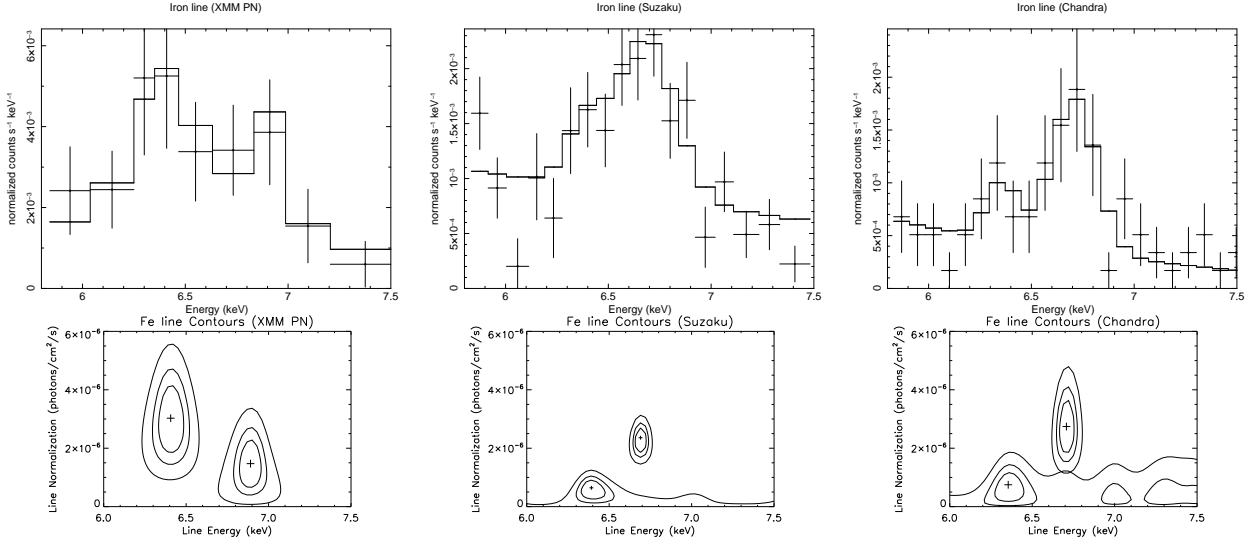 Iron line (XMM PN)
normalized counts s⁻¹ keV⁻¹
6×10⁻³
4×10⁻³
2×10⁻³
0
6 6.5 7 7.5
Energy (keV)
Iron line (Suzaku)
normalized counts s⁻¹ keV⁻¹
2×10⁻³
1.5×10⁻³
10⁻³
5×10⁻⁴
0
6 6.5 7 7.5
Energy (keV)
Iron line (Chandra)
normalized counts s⁻¹ keV⁻¹
2×10⁻³
1.5×10⁻³
10⁻³
5×10⁻⁴
0
6 6.5 7 7.5
Energy (keV)
Fe line Contours (XMM PN)
Line Normalization (photons/cm²/s)
6×10⁻⁶
4×10⁻⁶
2×10⁻⁶
0
6.0 6.5 7.0 7.5
Line Energy (keV)
Fe line Contours (Suzaku)
Line Normalization (photons/cm²/s)
6×10⁻⁶
4×10⁻⁶
2×10⁻⁶
0
6.0 6.5 7.0 7.5
Line Energy (keV)
Fe line Contours (Chandra)
Line Normalization (photons/cm²/s)
6×10⁻⁶
4×10⁻⁶
2×10⁻⁶
0
6.0 6.5 7.0 7.5
Line Energy (keV)